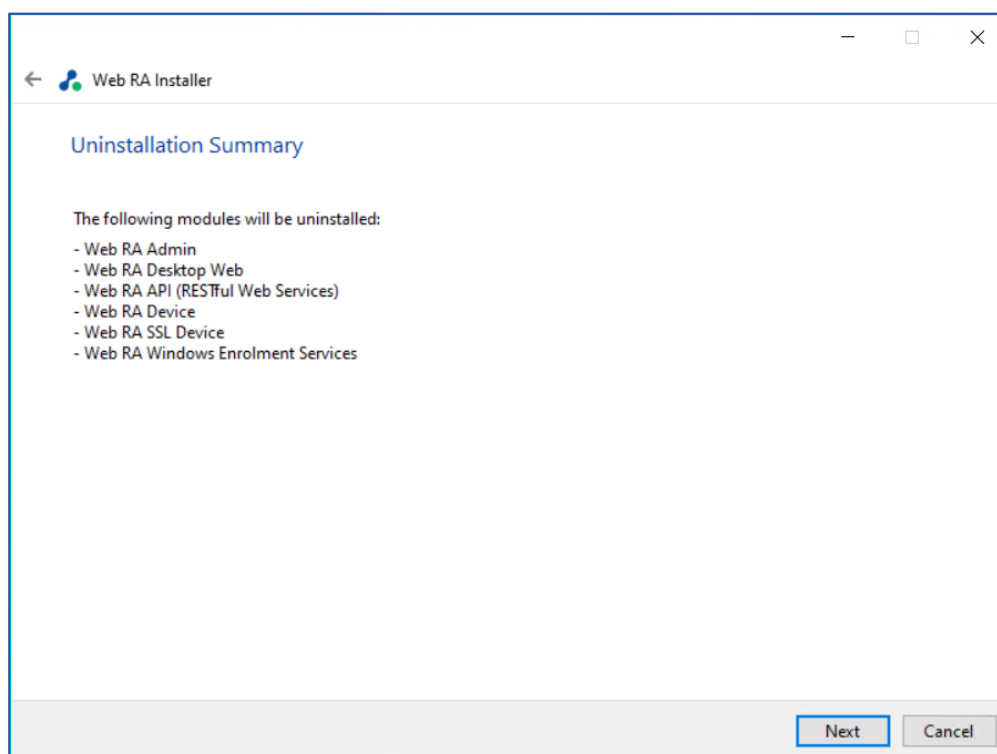 Web RA Installer
Uninstallation Summary
The following modules will be uninstalled:
- Web RA Admin
- Web RA Desktop Web
- Web RA API (RESTful Web Services)
- Web RA Device
- Web RA SSL Device
- Web RA Windows Enrolment Services
Next Cancel